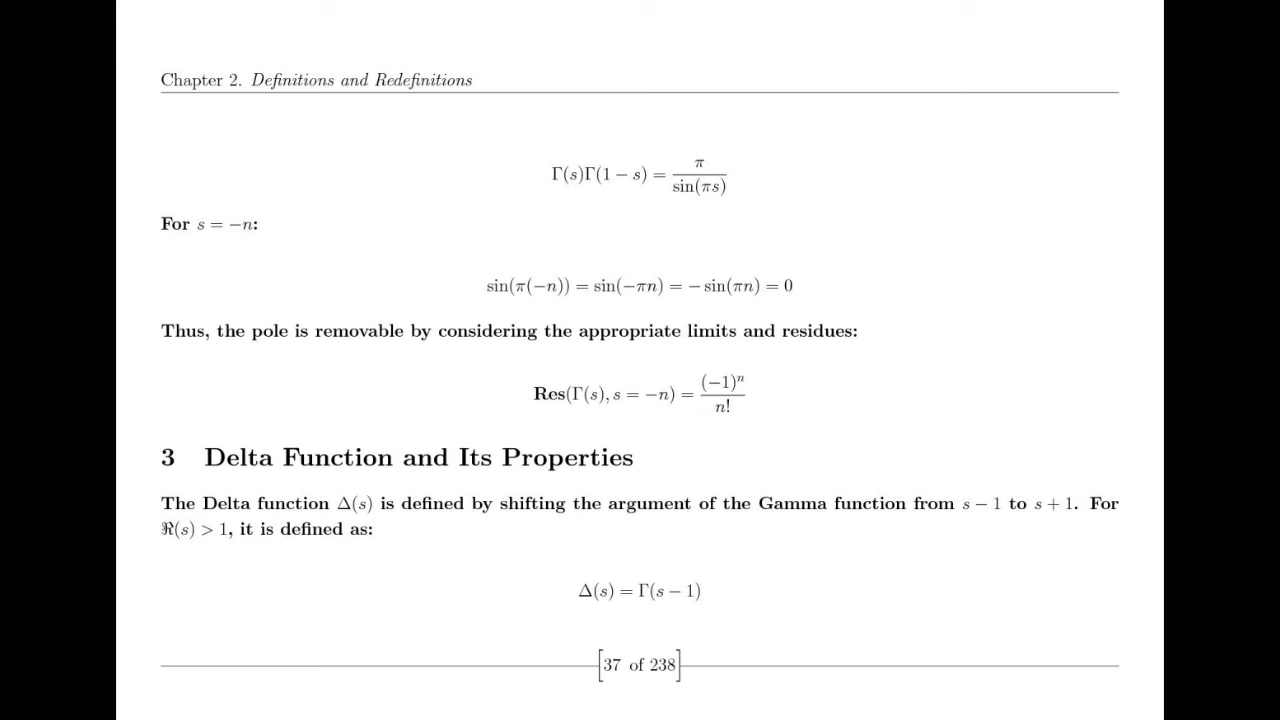 Chapter 2. Definitions and Redefinitions
Γ(s)Γ(1 − s) = π / sin(πs)
For s = −n:
sin(π(−n)) = sin(−πn) = − sin(πn) = 0
Thus, the pole is removable by considering the appropriate limits and residues:
Res(Γ(s), s = −n) = (−1)ⁿ / n!
3 Delta Function and Its Properties
The Delta function Δ(s) is defined by shifting the argument of the Gamma function from s − 1 to s + 1. For
ℜ(s) > 1, it is defined as:
Δ(s) = Γ(s − 1)
[37 of 238]